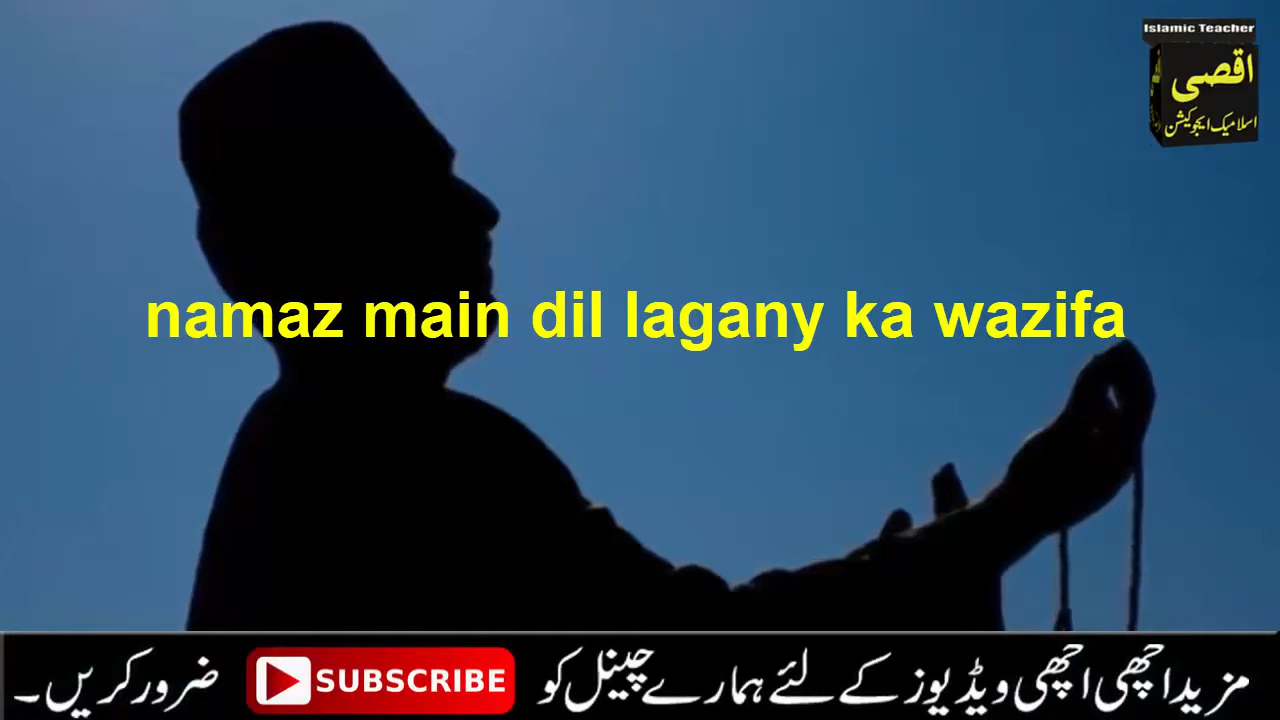 Islamic Teacher
اقصی
اسلامیک ایجوکیشن
namaz main dil lagany ka wazifa
مزید اچھی اچھی ویڈیوز کے لئے ہمارے چینل کو SUBSCRIBE ضرور کریں۔